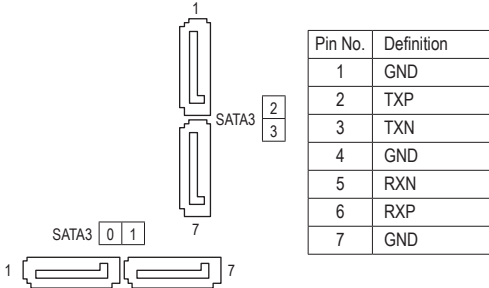 1
SATA3 2
3
7
SATA3 0 1
1 7
Pin No. Definition
1 GND
2 TXP
3 TXN
4 GND
5 RXN
6 RXP
7 GND